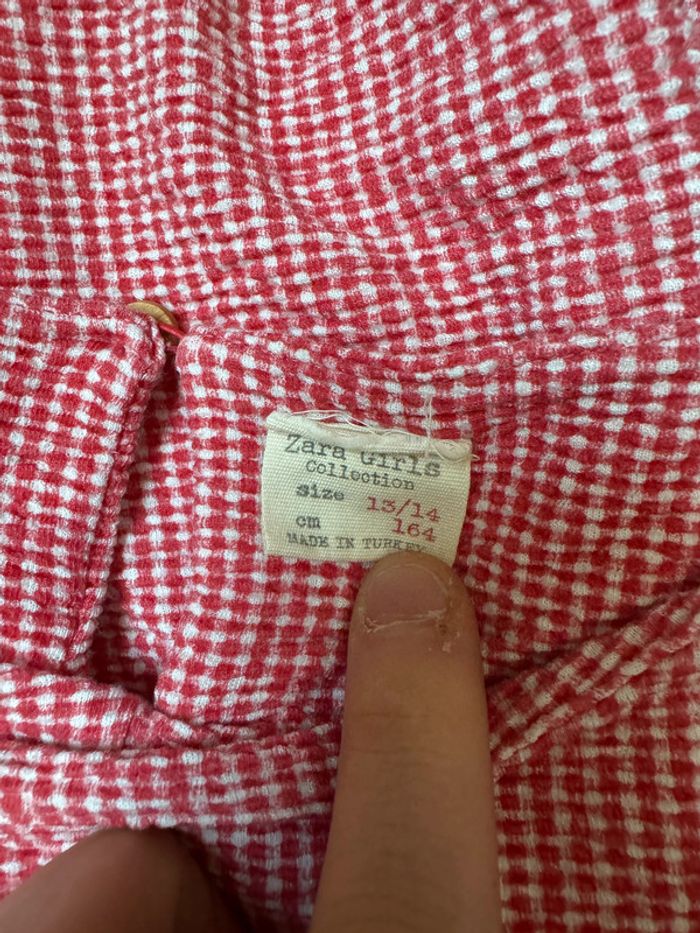 Zara Girls
Collection
Size 13/14
cm 164
MADE IN TURKEY